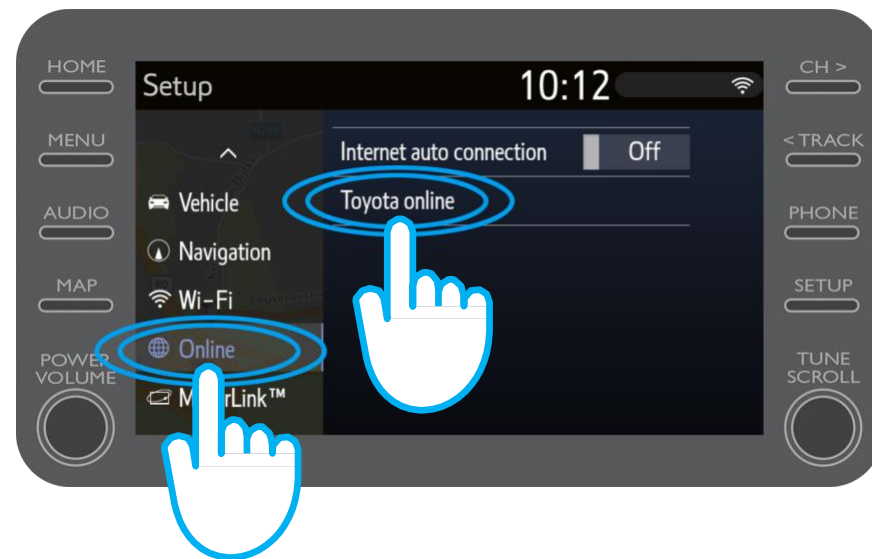 HOME
MENU
AUDIO
MAP
POWER
VOLUME
Setup
10:12
Vehicle
Navigation
Wi-Fi
Online
Internet auto connection
Off
Toyota online
CH >
< TRACK
PHONE
SETUP
TUNE
SCROLL